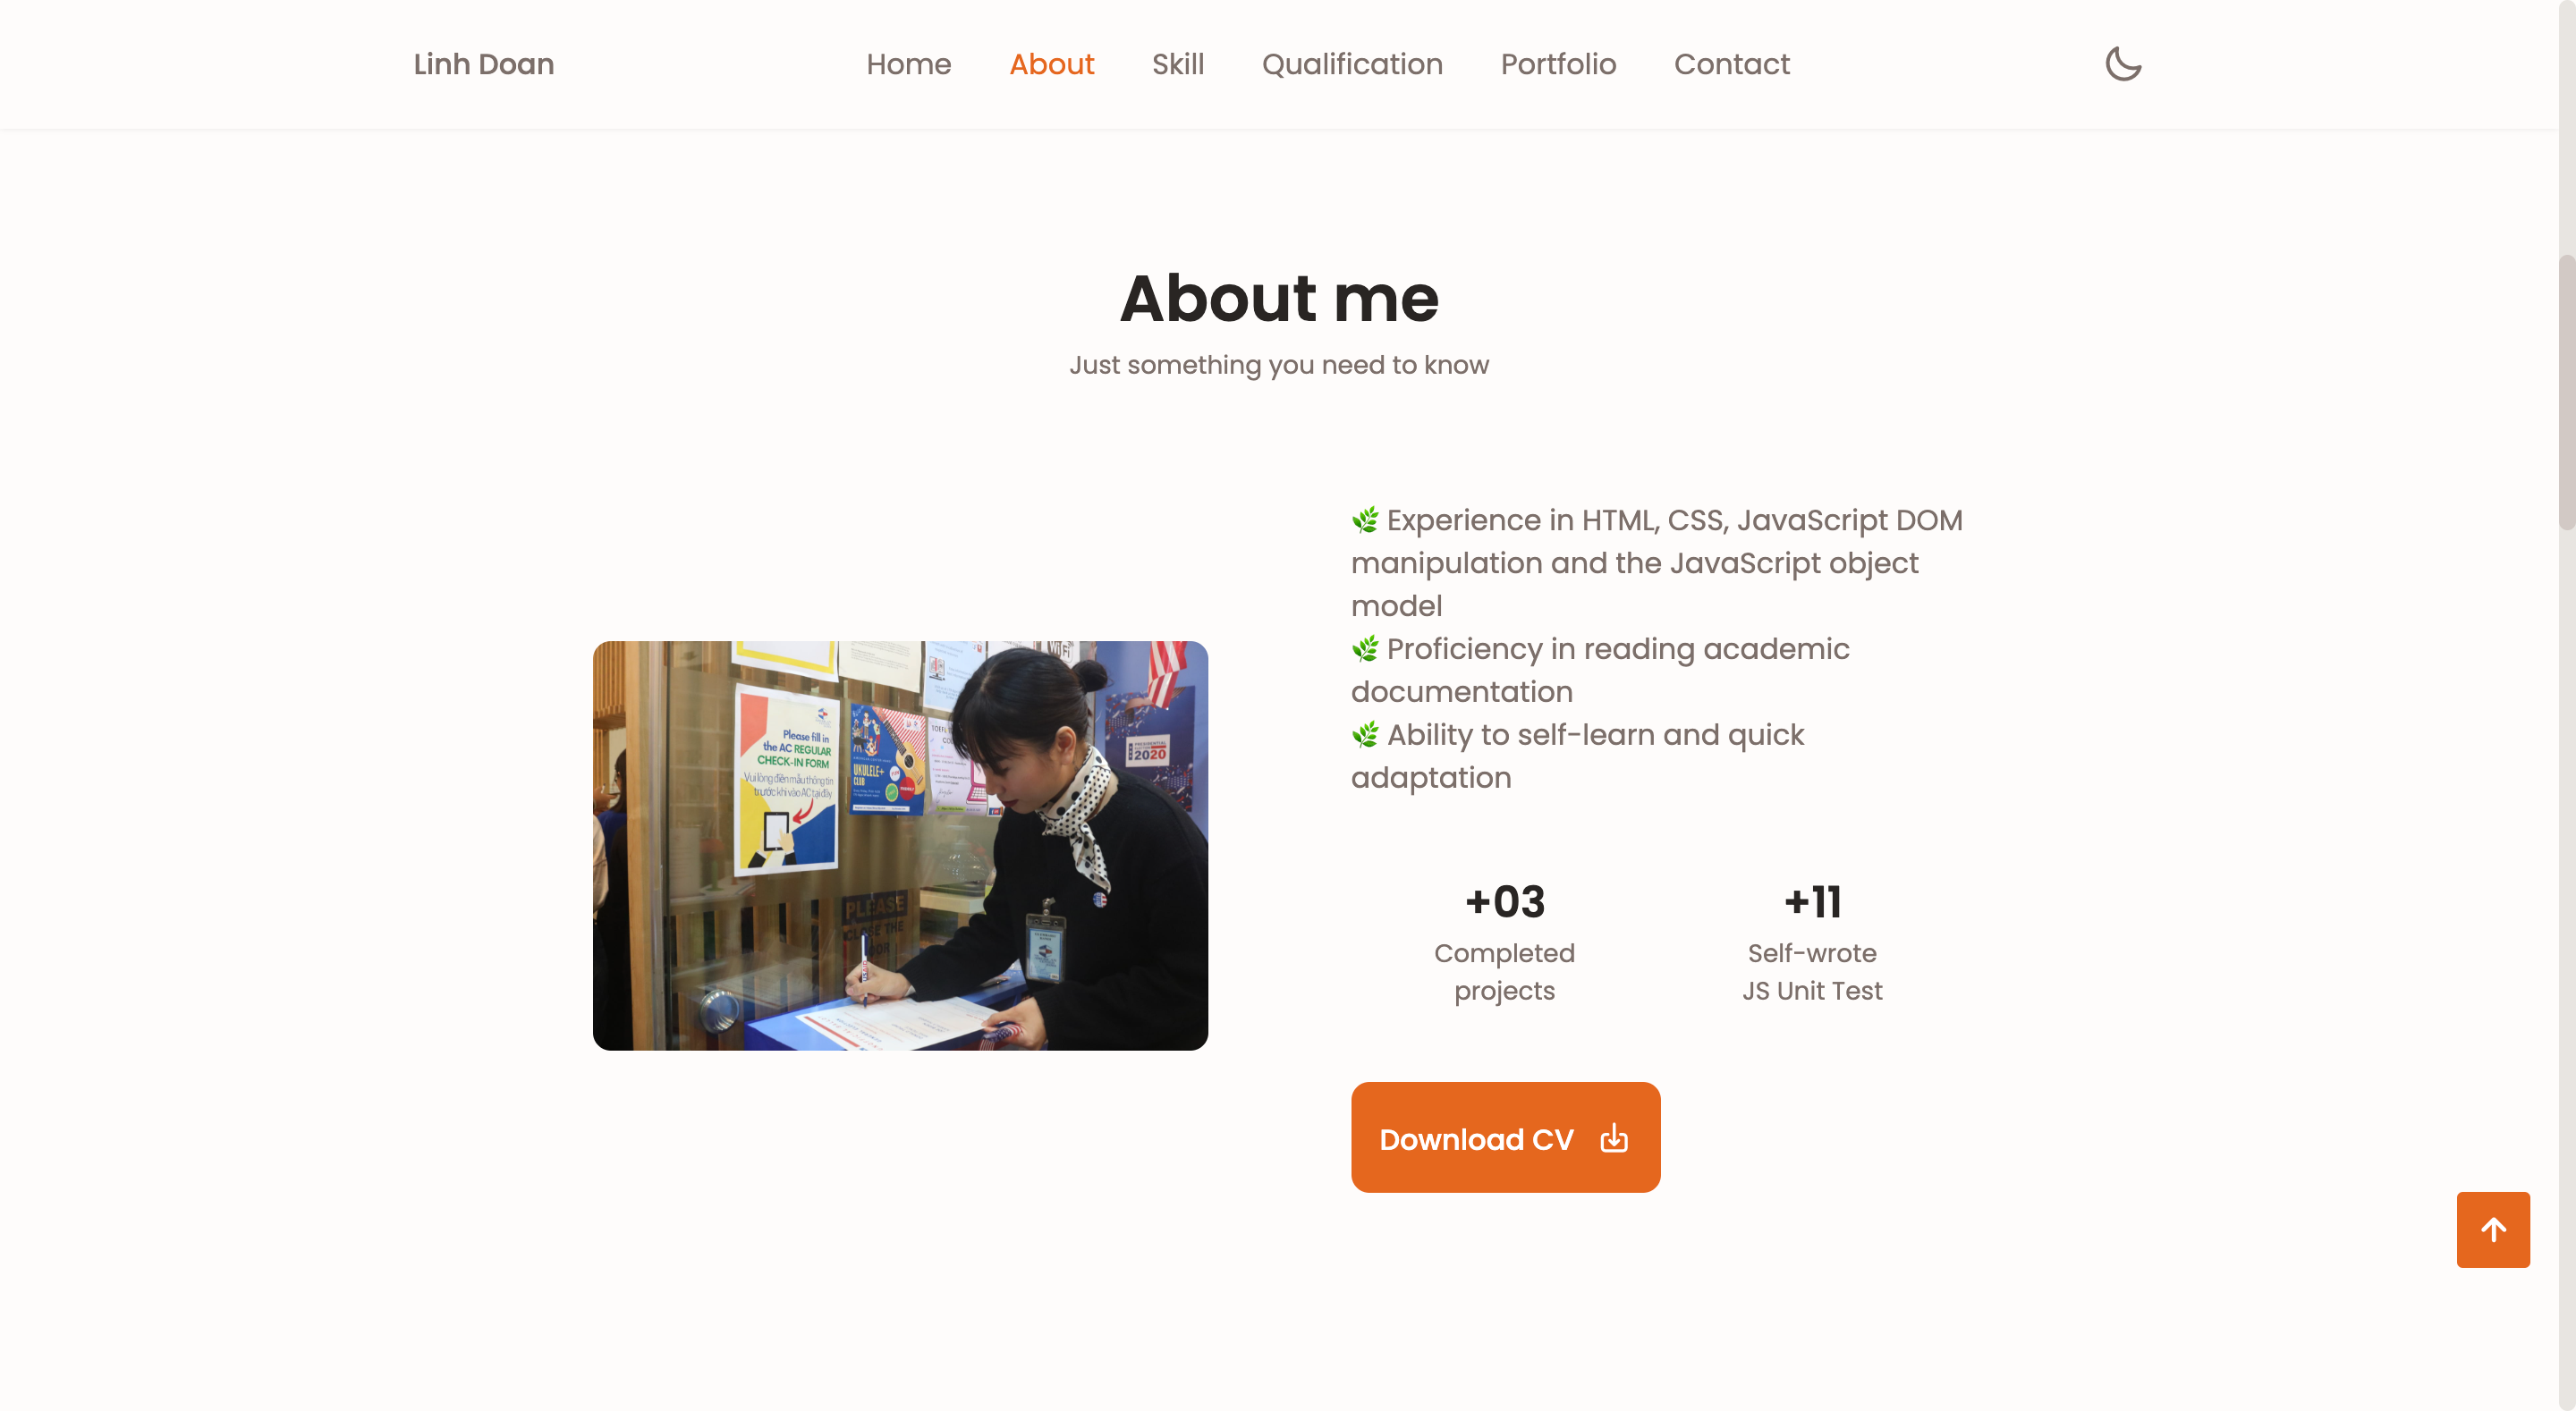 Linh Doan
Home
About
Skill
Qualification
Portfolio
Contact
About me
Just something you need to know
🌿 Experience in HTML, CSS, JavaScript DOM
manipulation and the JavaScript object
model
🌿 Proficiency in reading academic
documentation
🌿 Ability to self-learn and quick
adaptation
WiFi
Please fill in
the AC REGULAR
CHECK-IN FORM
Vui lòng điền mẫu thông tin
trước khi vào AC tại đây
UKULELE+
CLUB
2020
PLEASE
CLOSE THE
DOOR
+03
Completed
projects
+11
Self-wrote
JS Unit Test
Download CV